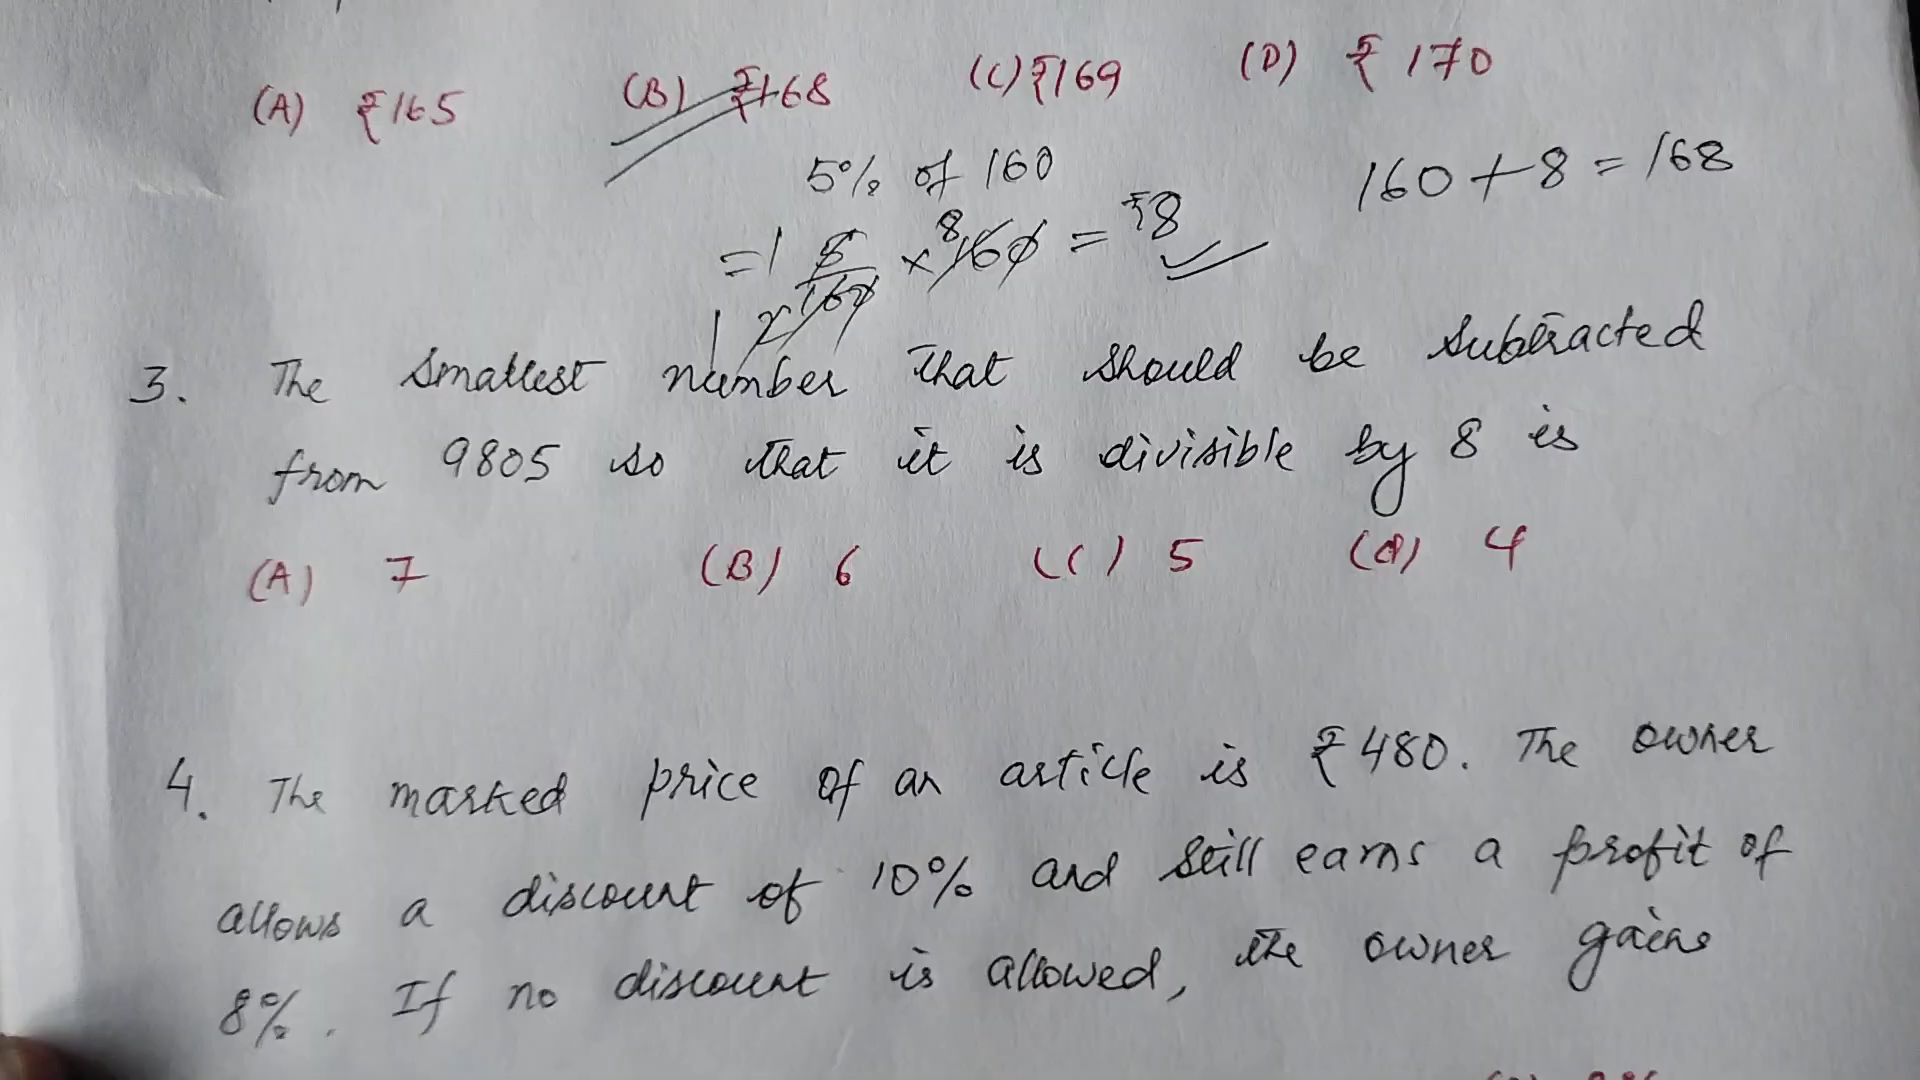 (A) ₹165 (B) ₹168 (C) ₹169 (D) ₹ 170
5% of 160
160 + 8 = 168
= 1 5/100 × 8 160 = ₹8
3. The smallest number that should be subtracted
from 9805 so that it is divisible by 8 is
(A) 7 (B) 6 (C) 5 (D) 4
4. The marked price of an article is ₹480. The owner
allows a discount of 10% and still earns a profit of
8%. If no discount is allowed, the owner gains